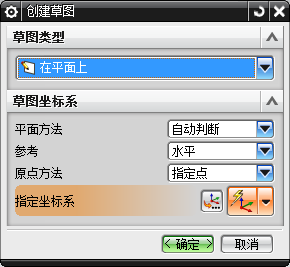 创建草图
草图类型
在平面上
草图坐标系
平面方法 自动判断
参考 水平
原点方法 指定点
指定坐标系
< 确定 > 取消